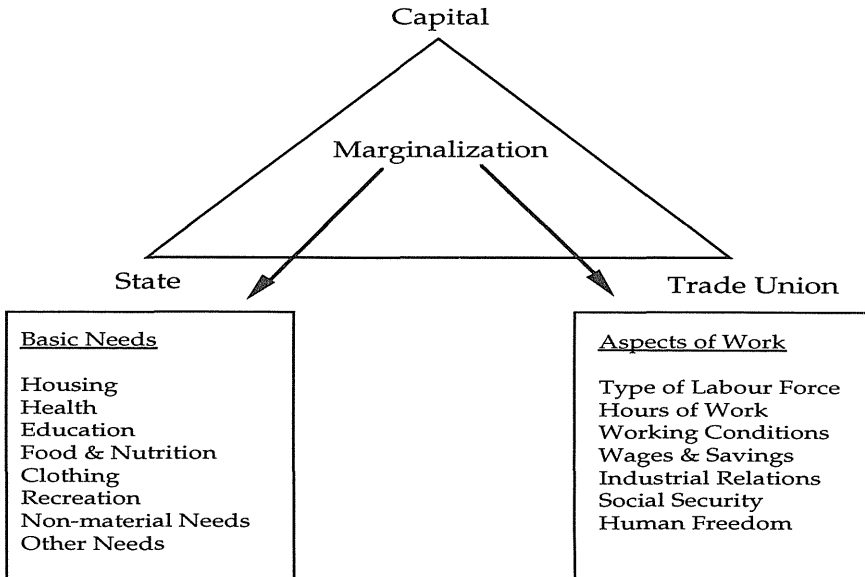 Capital
Marginalization
State
Trade Union
Basic Needs
Housing
Health
Education
Food & Nutrition
Clothing
Recreation
Non-material Needs
Other Needs
Aspects of Work
Type of Labour Force
Hours of Work
Working Conditions
Wages & Savings
Industrial Relations
Social Security
Human Freedom